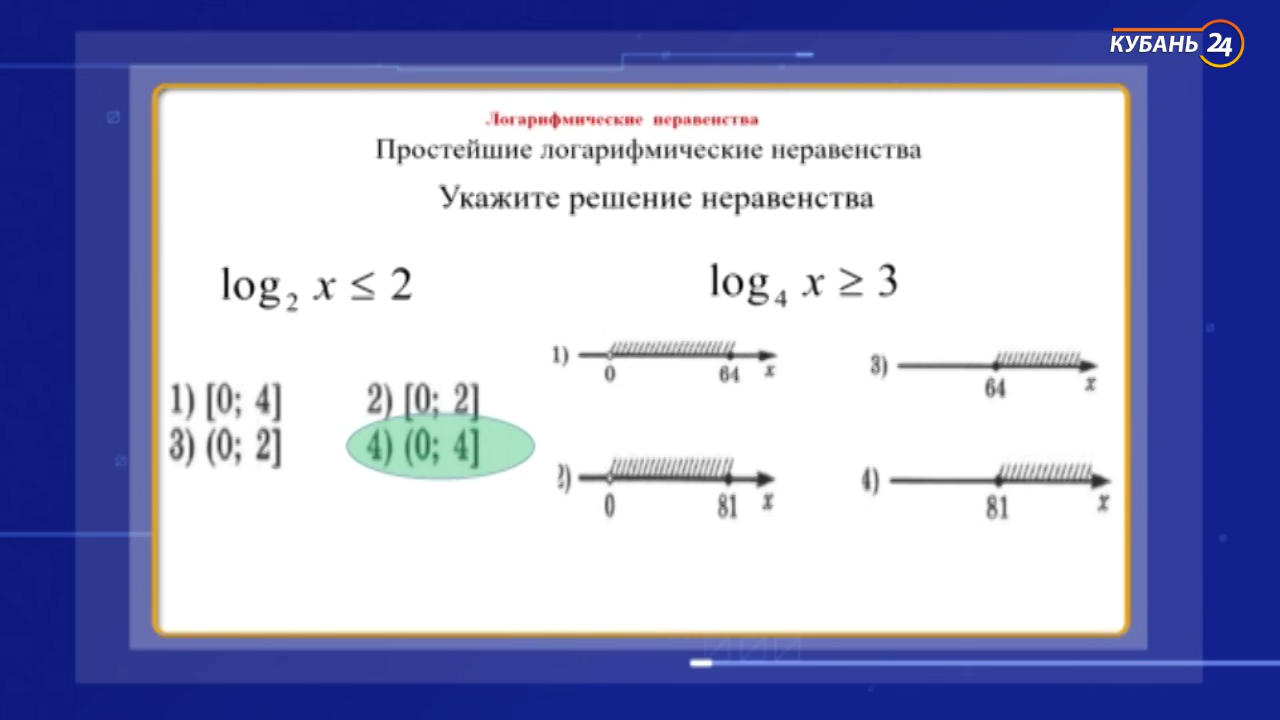 КУБАНЬ 24
Логарифмические неравенства
Простейшие логарифмические неравенства
Укажите решение неравенства
log₂ x ≤ 2
log₄ x ≥ 3
1) [0; 4] 2) [0; 2]
3) (0; 2] 4) (0; 4]
1) 0 64 x
3) 64 x
2) 0 81 x
4) 81 x